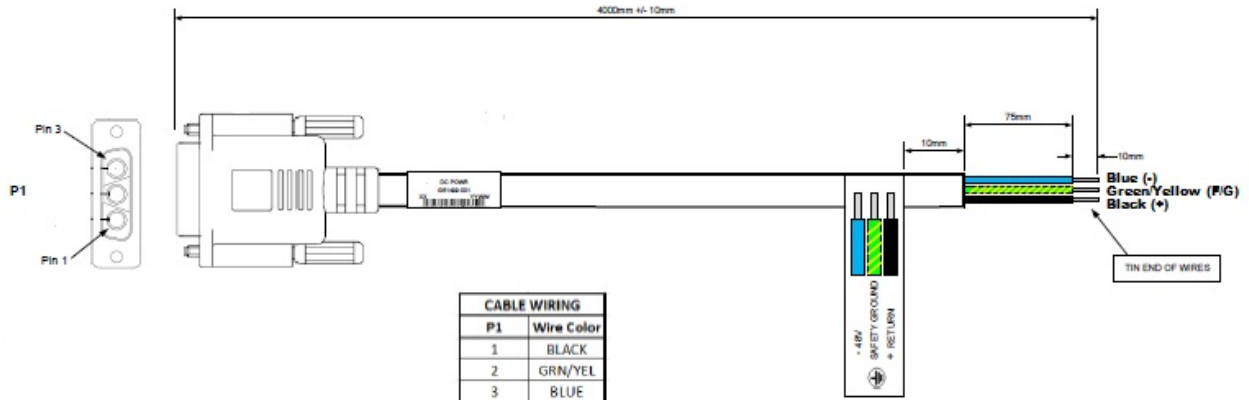 4000mm +/- 10mm
Pin 3
P1
Pin 1
DC POWR
10mm
75mm
10mm
Blue (-)
Green/Yellow (F/G)
Black (+)
TIN END OF WIRES
- 48V
SAFETY GROUND
+ RETURN
CABLE WIRING
P1 Wire Color
1 BLACK
2 GRN/YEL
3 BLUE